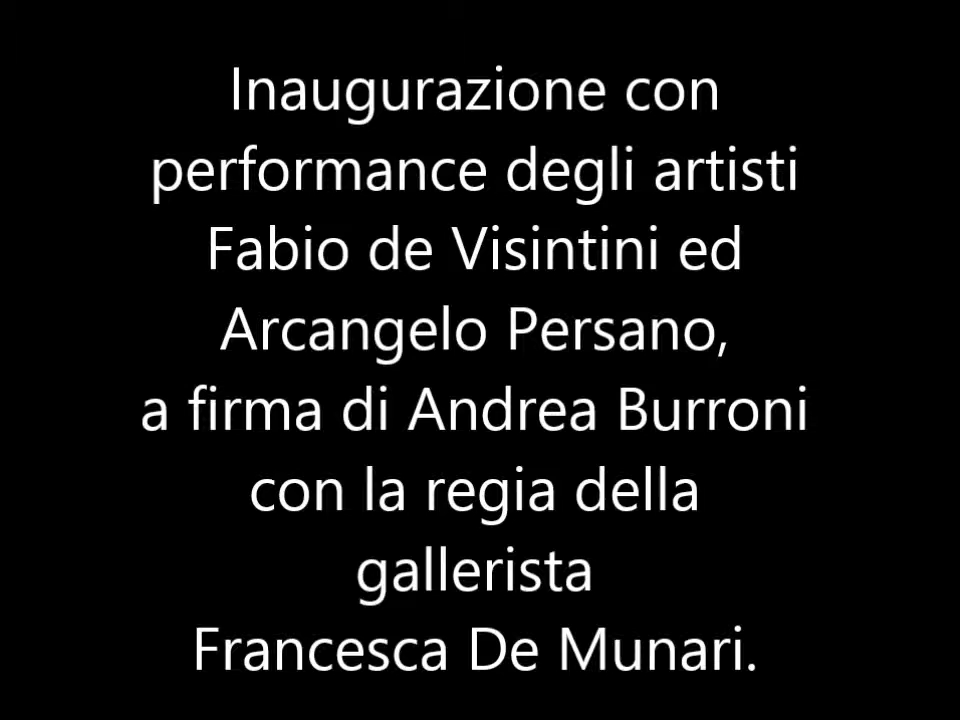 Inaugurazione con
performance degli artisti
Fabio de Visintini ed
Arcangelo Persano,
a firma di Andrea Burroni
con la regia della
gallerista
Francesca De Munari.